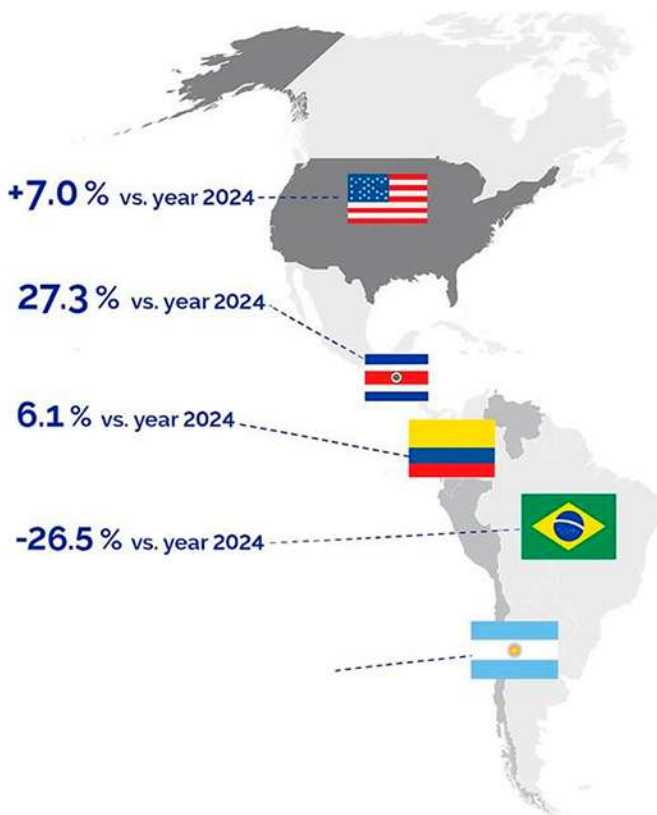 +7.0 % vs. year 2024
27.3 % vs. year 2024
6.1 % vs. year 2024
-26.5 % vs. year 2024